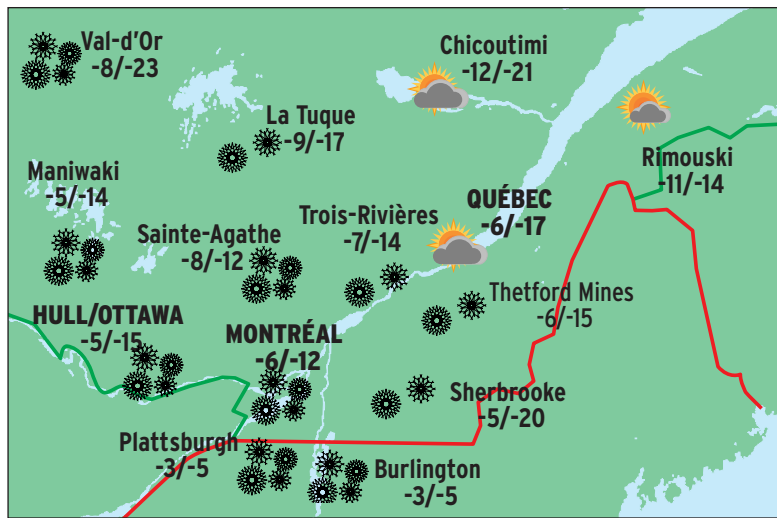 Val-d'Or
-8/-23
Chicoutimi
-12/-21
La Tuque
-9/-17
Rimouski
-11/-14
Maniwaki
-5/-14
QUÉBEC
-6/-17
Trois-Rivières
-7/-14
Sainte-Agathe
-8/-12
Thetford Mines
-6/-15
HULL/OTTAWA
-5/-15
MONTRÉAL
-6/-12
Sherbrooke
-5/-20
Plattsburgh
-3/-5
Burlington
-3/-5